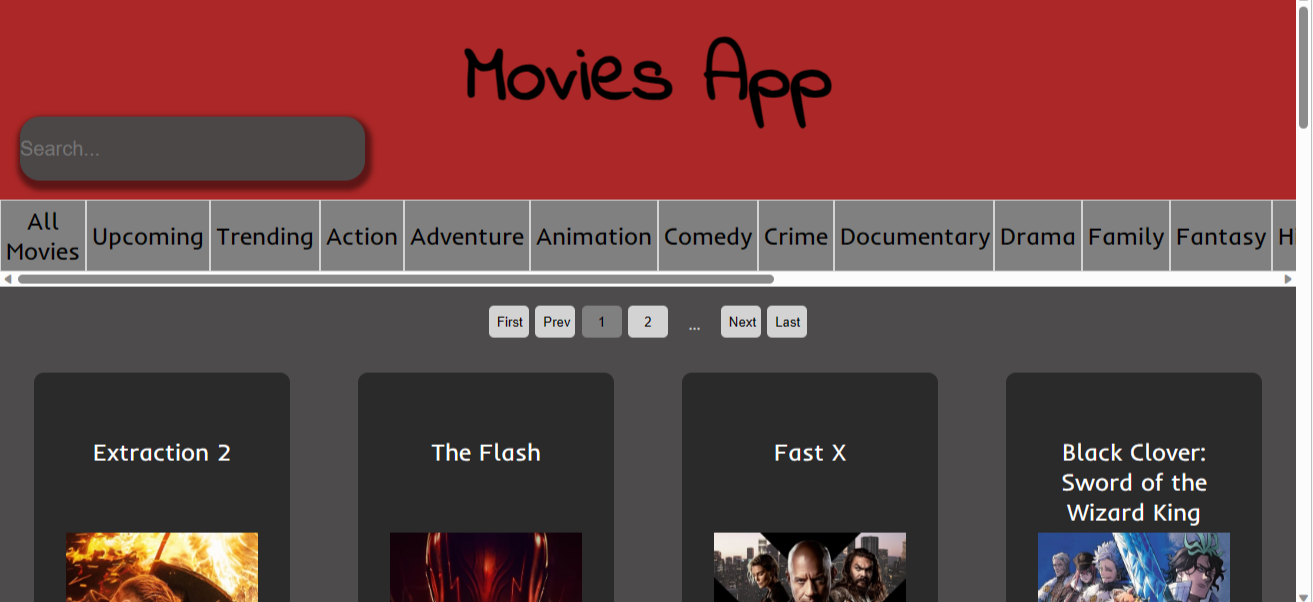 Movies App
Search...
All
Movies
Upcoming
Trending
Action
Adventure
Animation
Comedy
Crime
Documentary
Drama
Family
Fantasy
First
Prev
1
2
...
Next
Last
Extraction 2
The Flash
Fast X
Black Clover:
Sword of the
Wizard King